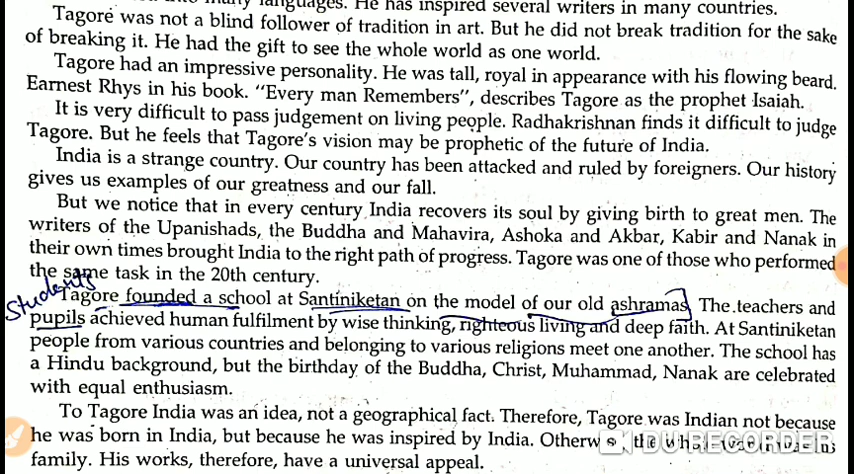 many languages. He has inspired several writers in many countries.
Tagore was not a blind follower of tradition in art. But he did not break tradition for the sake
of breaking it. He had the gift to see the whole world as one world.
Tagore had an impressive personality. He was tall, royal in appearance with his flowing beard.
Earnest Rhys in his book. "Every man Remembers", describes Tagore as the prophet Isaiah.
It is very difficult to pass judgement on living people. Radhakrishnan finds it difficult to judge
Tagore. But he feels that Tagore's vision may be prophetic of the future of India.
India is a strange country. Our country has been attacked and ruled by foreigners. Our history
gives us examples of our greatness and our fall.
But we notice that in every century India recovers its soul by giving birth to great men. The
writers of the Upanishads, the Buddha and Mahavira, Ashoka and Akbar, Kabir and Nanak in
their own times brought India to the right path of progress. Tagore was one of those who performed
the same task in the 20th century.
Students
Tagore founded a school at Santiniketan on the model of our old ashramas. The teachers and
pupils achieved human fulfilment by wise thinking, righteous living and deep faith. At Santiniketan
people from various countries and belonging to various religions meet one another. The school has
a Hindu background, but the birthday of the Buddha, Christ, Muhammad, Nanak are celebrated
with equal enthusiasm.
To Tagore India was an idea, not a geographical fact. Therefore, Tagore was Indian not because
he was born in India, but because he was inspired by India. the
family. His works, therefore, have a universal appeal.
DU RECORDER